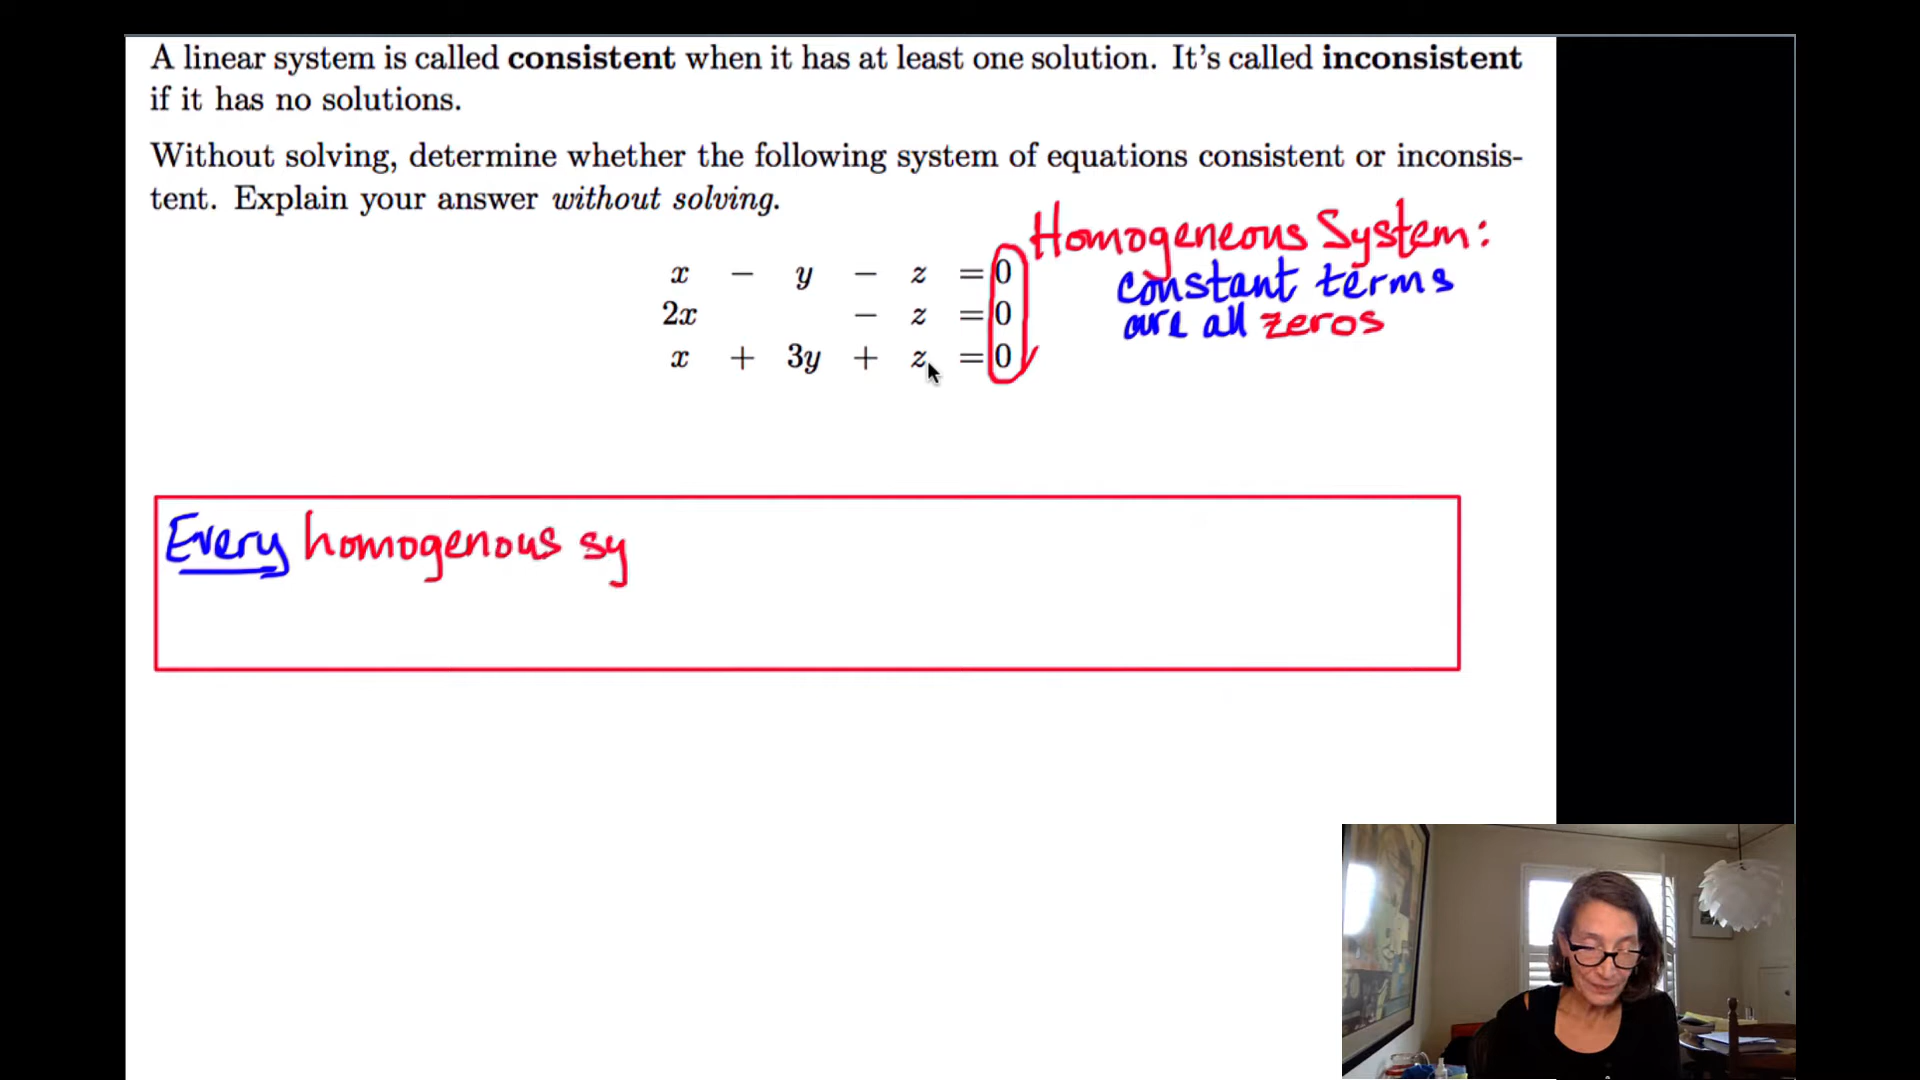 A linear system is called consistent when it has at least one solution. It's called inconsistent
if it has no solutions.
Without solving, determine whether the following system of equations consistent or inconsis-
tent. Explain your answer without solving.
Homogeneous System:
constant terms
are all zeros
x − y − z = 0
2x − z = 0
x + 3y + z = 0
Every homogenous sy